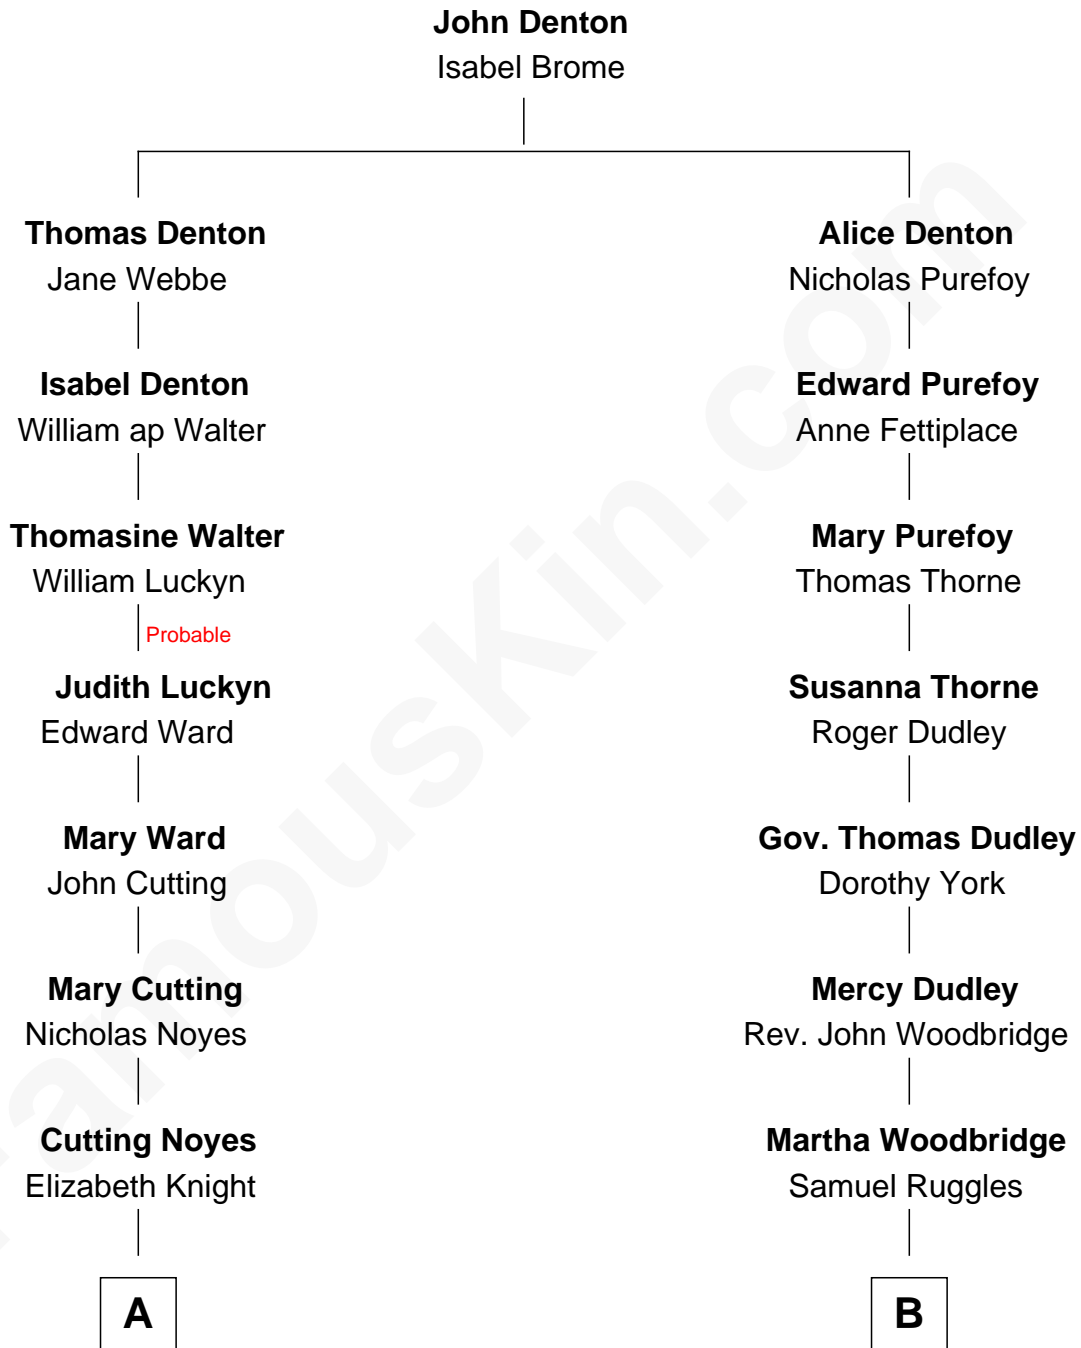 John Denton
Isabel Brome
Thomas Denton
Jane Webbe
Alice Denton
Nicholas Purefoy
Isabel Denton
William ap Walter
Edward Purefoy
Anne Fettiplace
Thomasine Walter
William Luckyn
Mary Purefoy
Thomas Thorne
Probable
Judith Luckyn
Edward Ward
Susanna Thorne
Roger Dudley
Mary Ward
John Cutting
Gov. Thomas Dudley
Dorothy York
Mary Cutting
Nicholas Noyes
Mercy Dudley
Rev. John Woodbridge
Cutting Noyes
Elizabeth Knight
Martha Woodbridge
Samuel Ruggles
A
B
FamousKin.com